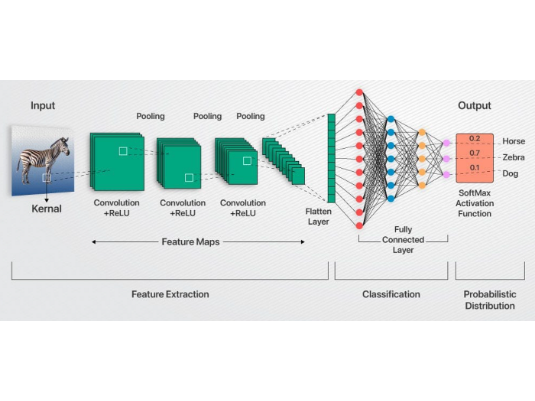 Input
Output
Pooling
Pooling
Pooling
0.2
Horse
0.7
Zebra
0.1
Dog
Kernal
Convolution
+ReLU
Convolution
+ReLU
Convolution
+ReLU
Flatten
Layer
SoftMax
Activation
Function
Feature Maps
Fully
Connected
Layer
Feature Extraction
Classification
Probabilistic
Distribution